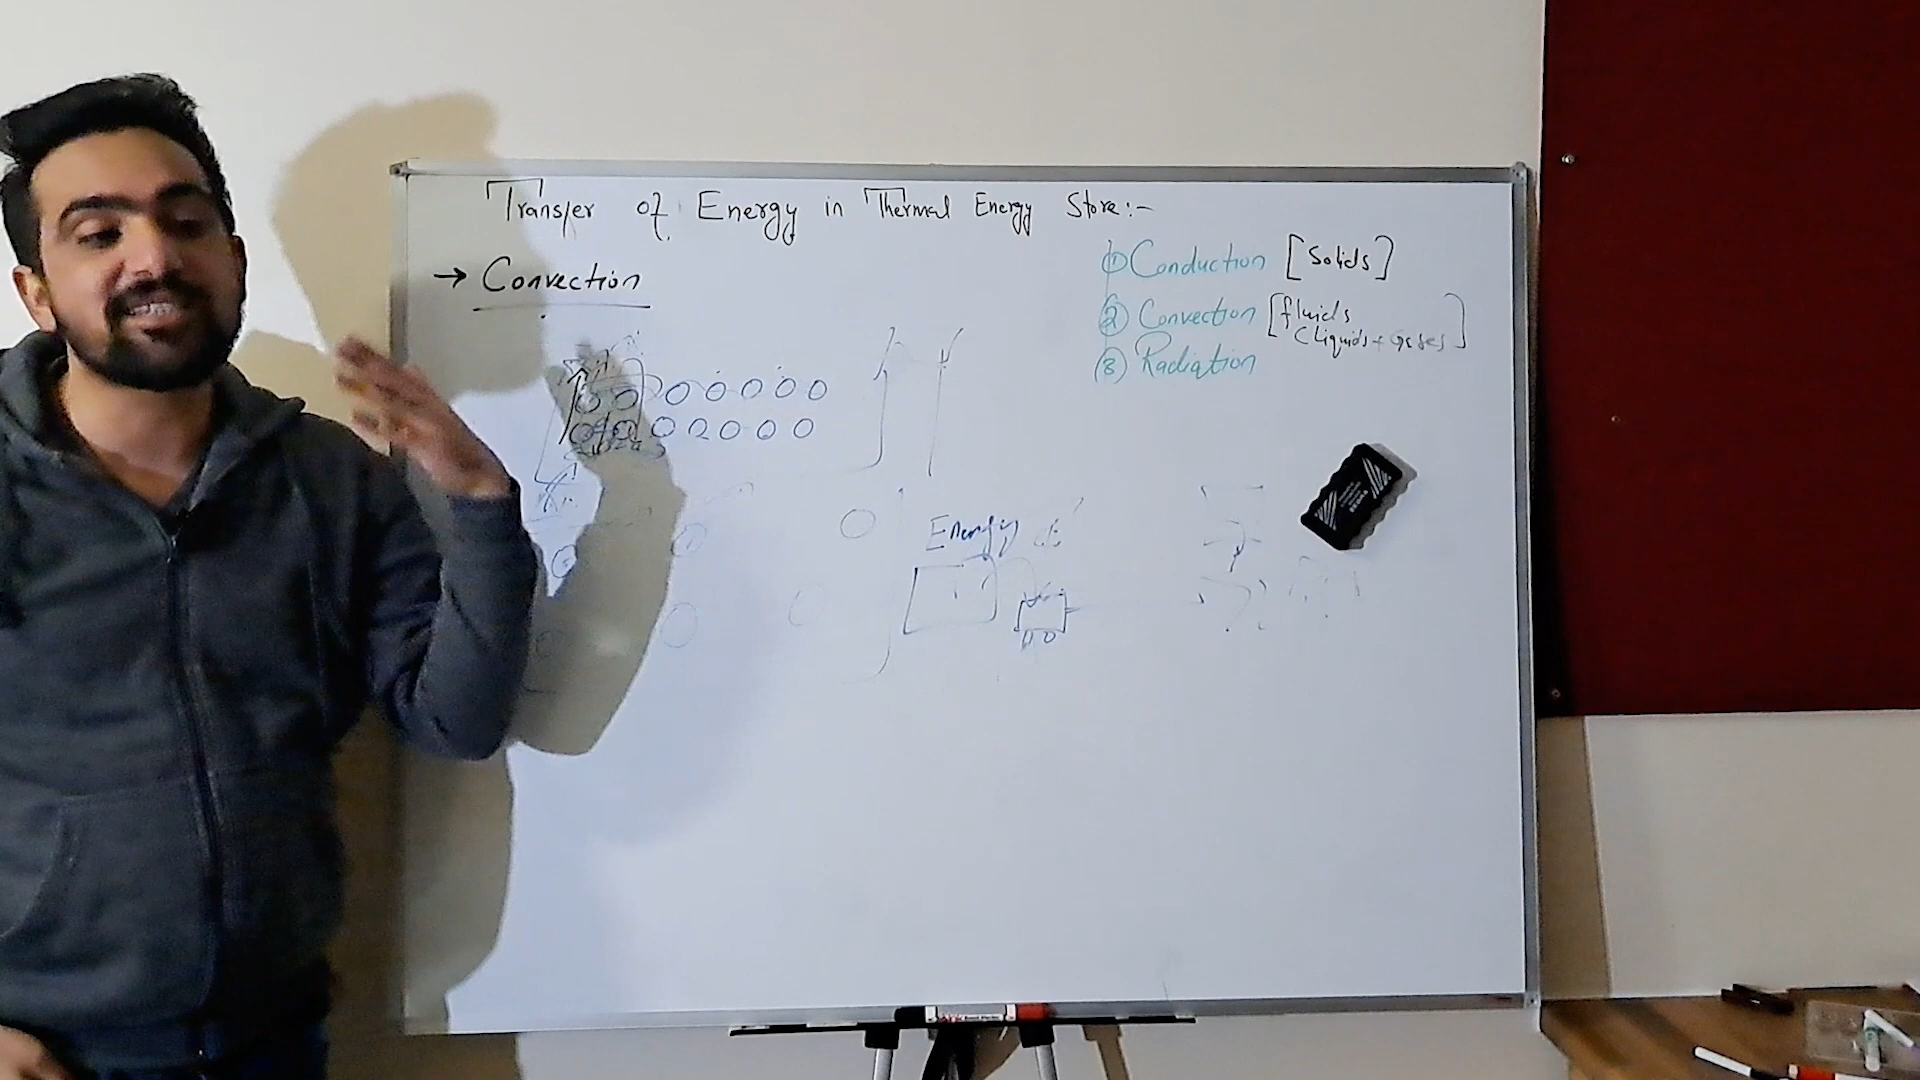 Transfer of Energy in Thermal Energy Store:-
→ Convection
① Conduction [Solids]
② Convection [fluids
(Liquids + Gases]
(3) Radiation
Energy